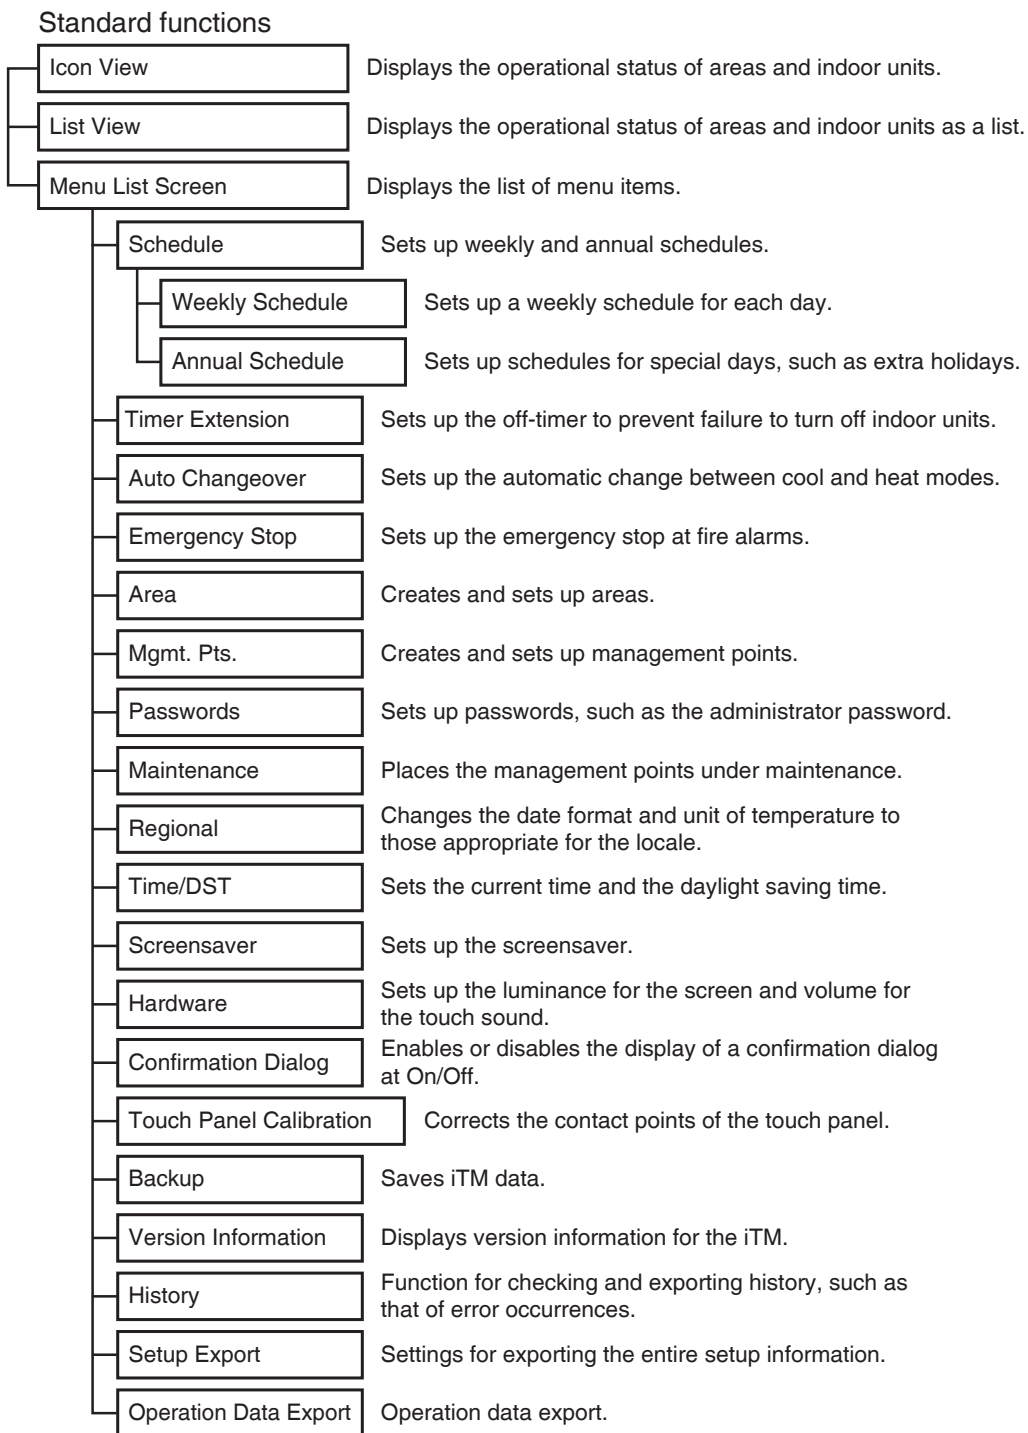 Standard functions
Icon View Displays the operational status of areas and indoor units.
List View Displays the operational status of areas and indoor units as a list.
Menu List Screen Displays the list of menu items.
Schedule Sets up weekly and annual schedules.
Weekly Schedule Sets up a weekly schedule for each day.
Annual Schedule Sets up schedules for special days, such as extra holidays.
Timer Extension Sets up the off-timer to prevent failure to turn off indoor units.
Auto Changeover Sets up the automatic change between cool and heat modes.
Emergency Stop Sets up the emergency stop at fire alarms.
Area Creates and sets up areas.
Mgmt. Pts. Creates and sets up management points.
Passwords Sets up passwords, such as the administrator password.
Maintenance Places the management points under maintenance.
Regional Changes the date format and unit of temperature to
those appropriate for the locale.
Time/DST Sets the current time and the daylight saving time.
Screensaver Sets up the screensaver.
Hardware Sets up the luminance for the screen and volume for
the touch sound.
Confirmation Dialog Enables or disables the display of a confirmation dialog
at On/Off.
Touch Panel Calibration Corrects the contact points of the touch panel.
Backup Saves iTM data.
Version Information Displays version information for the iTM.
History Function for checking and exporting history, such as
that of error occurrences.
Setup Export Settings for exporting the entire setup information.
Operation Data Export Operation data export.